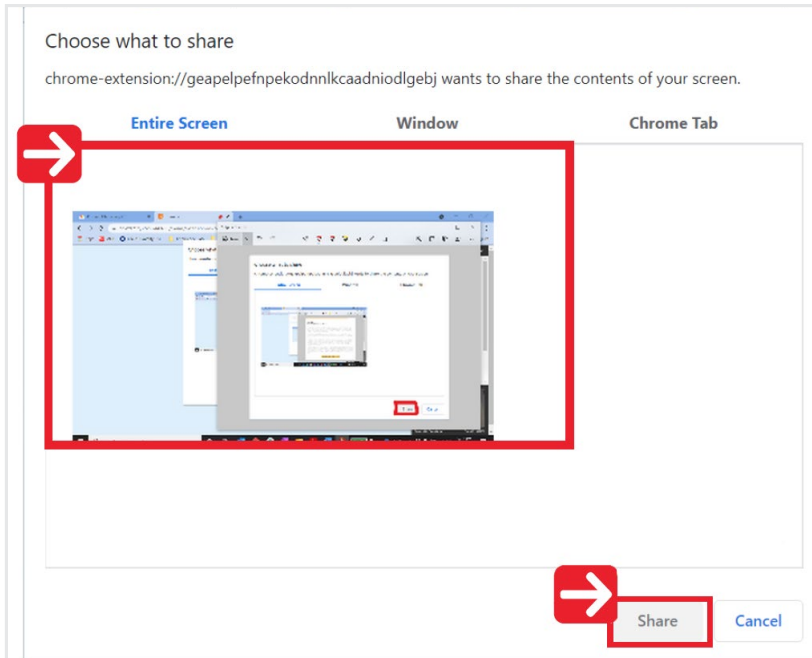 Choose what to share
chrome-extension://geapelpefnpekodnnlkcaadniodlgebj wants to share the contents of your screen.
Entire Screen Window Chrome Tab
Share Cancel